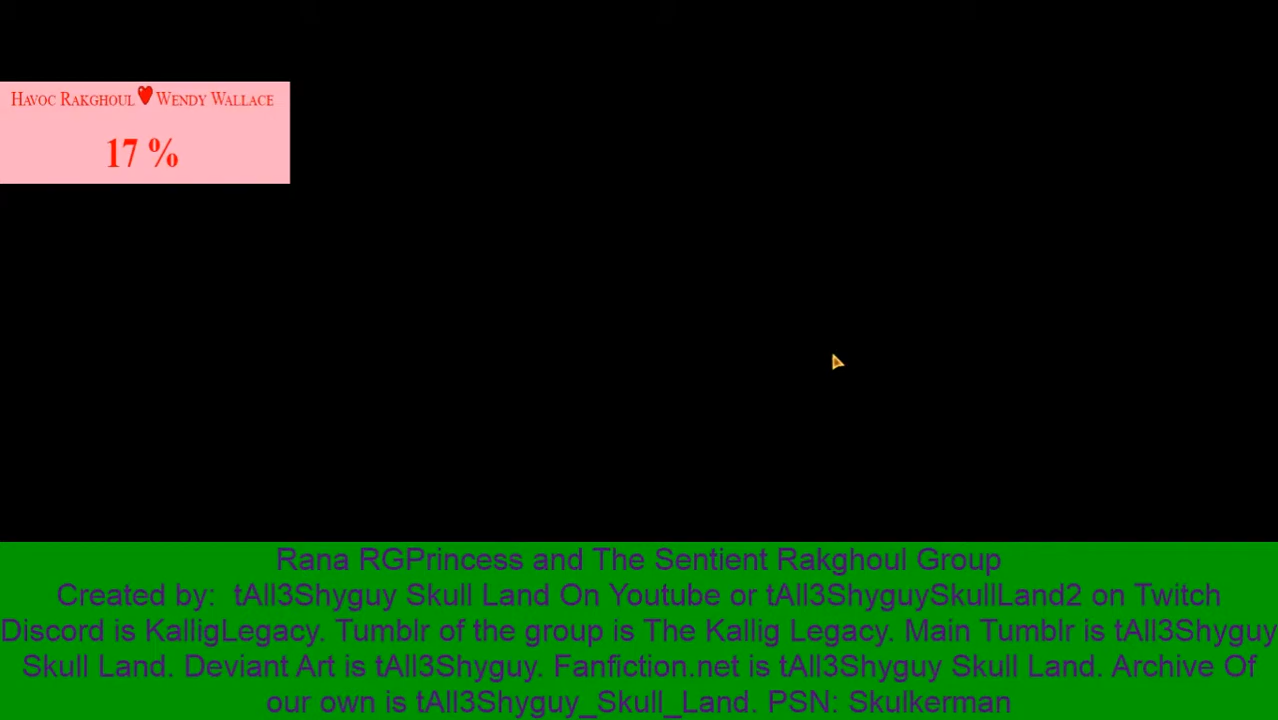 Havoc Rakghoul ❤ Wendy Wallace
17 %
Rana RGPrincess and The Sentient Rakghoul Group
Created by:  tAll3Shyguy Skull Land On Youtube or tAll3ShyguySkullLand2 on Twitch
Discord is KalligLegacy. Tumblr of the group is The Kallig Legacy. Main Tumblr is tAll3Shyguy
Skull Land. Deviant Art is tAll3Shyguy. Fanfiction.net is tAll3Shyguy Skull Land. Archive Of
our own is tAll3Shyguy_Skull_Land. PSN: Skulkerman